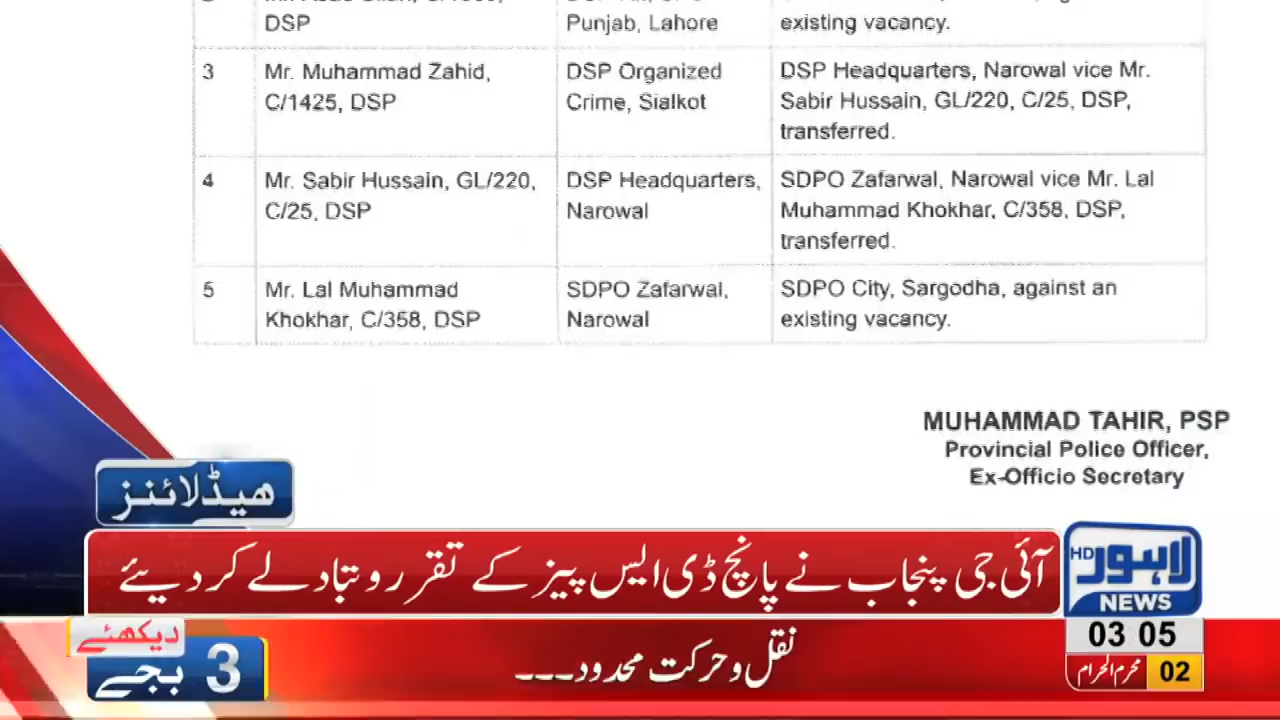 DSP
Punjab, Lahore
existing vacancy.
3
Mr. Muhammad Zahid,
C/1425, DSP
DSP Organized
Crime, Sialkot
DSP Headquarters, Narowal vice Mr.
Sabir Hussain, GL/220, C/25, DSP,
transferred.
4
Mr. Sabir Hussain, GL/220,
C/25, DSP
DSP Headquarters,
Narowal
SDPO Zafarwal, Narowal vice Mr. Lal
Muhammad Khokhar, C/358, DSP,
transferred.
5
Mr. Lal Muhammad
Khokhar, C/358, DSP
SDPO Zafarwal,
Narowal
SDPO City, Sargodha, against an
existing vacancy.
MUHAMMAD TAHIR, PSP
Provincial Police Officer,
Ex-Officio Secretary
ھیڈلائنز
آئی جی پنجاب نے پانچ ڈی ایس پیز کے تقرر و تبادلے کر دیئے
HD لاہور
NEWS
03 05
محرم الحرام 02
دیکھئے
3 بجے
نقل و حرکت محدود۔۔۔